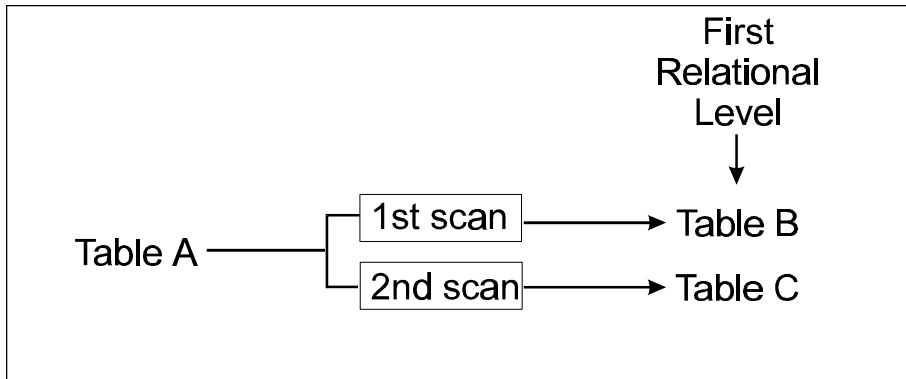 First
Relational
Level
1st scan
Table B
Table A
2nd scan
Table C